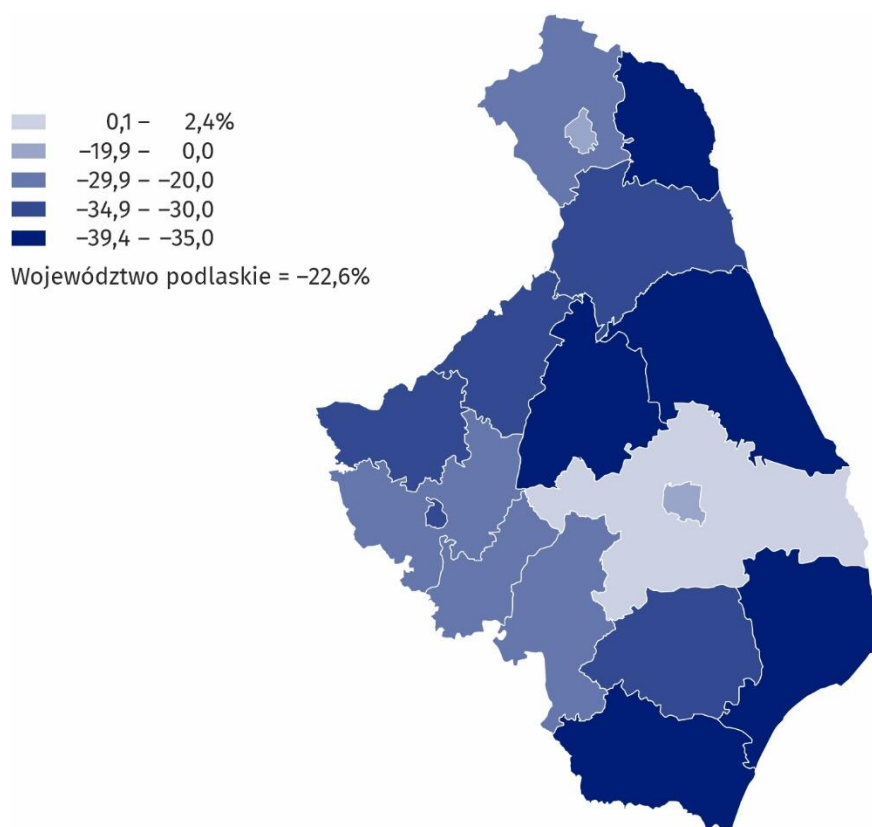 0,1 – 2,4%
–19,9 – 0,0
–29,9 – –20,0
–34,9 – –30,0
–39,4 – –35,0
Województwo podlaskie = –22,6%